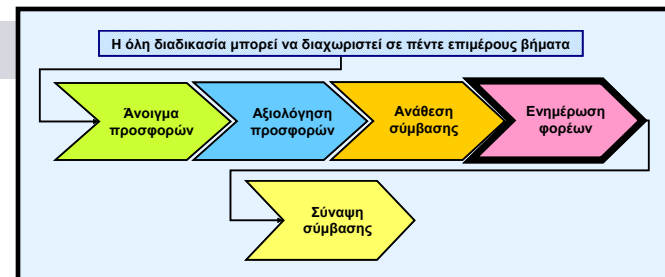 Η όλη διαδικασία μπορεί να διαχωριστεί σε πέντε επιμέρους βήματα
Άνοιγμα
προσφορών
Αξιολόγηση
προσφορών
Ανάθεση
σύμβασης
Ενημέρωση
φορέων
Σύναψη
σύμβασης